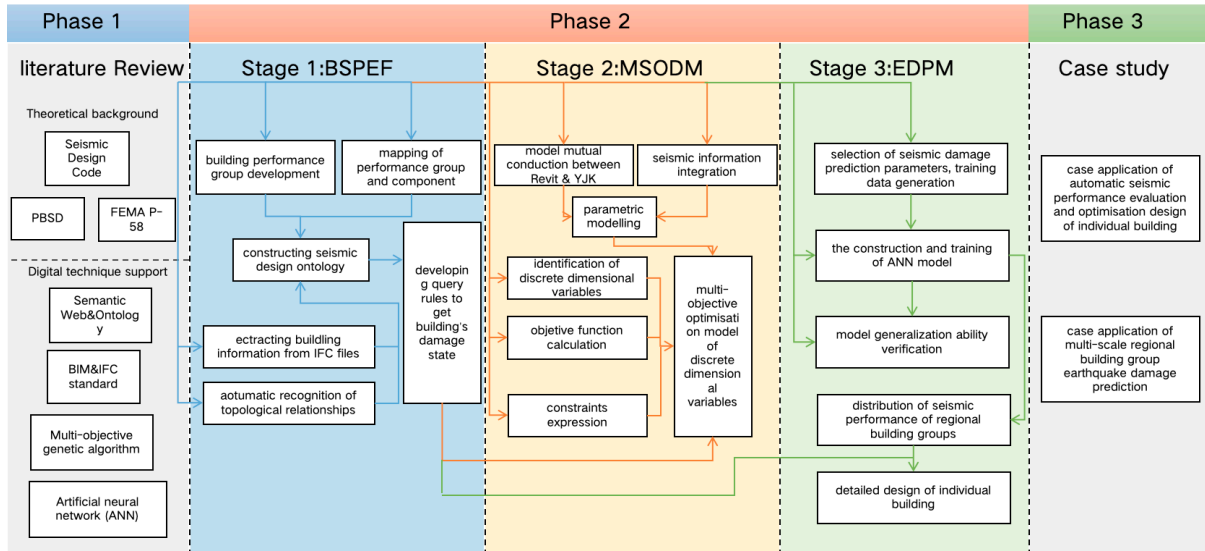 Phase 1
Phase 2
Phase 3
literature Review
Stage 1:BSPEF
Stage 2:MSODM
Stage 3:EDPM
Case study
Theoretical background
Seismic
Design
Code
PBSD
FEMA P-
58
Digital technique support
Semantic
Web&Ontolog
y
BIM&IFC
standard
Multi-objective
genetic algorithm
Artificial neural
network (ANN)
building performance
group development
mapping of
performance group
and component
constructing seismic
design ontology
developin
g query
rules to
get
building's
damage
state
ectracting buillding
information from IFC files
aotumatic recognition of
topological relationships
model mutual
conduction between
Revit & YJK
seismic information
integration
parametric
modelling
identification of
discrete dimensional
variables
objetive function
calculation
constraints
expression
multi-
objective
optimisati
on model
of
discrete
dimension
al
variables
selection of seismic damage
prediction parameters, training
data generation
the construction and training
of ANN model
model generalization ability
verification
distribution of seismic
performance of regional
building groups
detailed design of individual
building
case application of
automatic seismic
performance evaluation
and optimisation design
of individual building
case application of
multi-scale regional
building group
earthquake damage
prediction